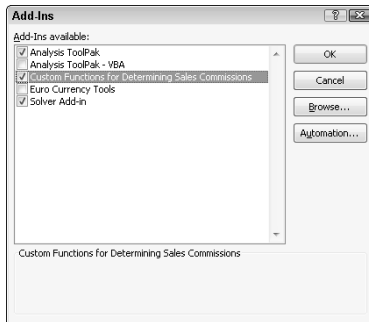 Add-Ins
Add-Ins available:
Analysis ToolPak
Analysis ToolPak - VBA
Custom Functions for Determining Sales Commissions
Euro Currency Tools
Solver Add-in
OK
Cancel
Browse...
Automation...
Custom Functions for Determining Sales Commissions